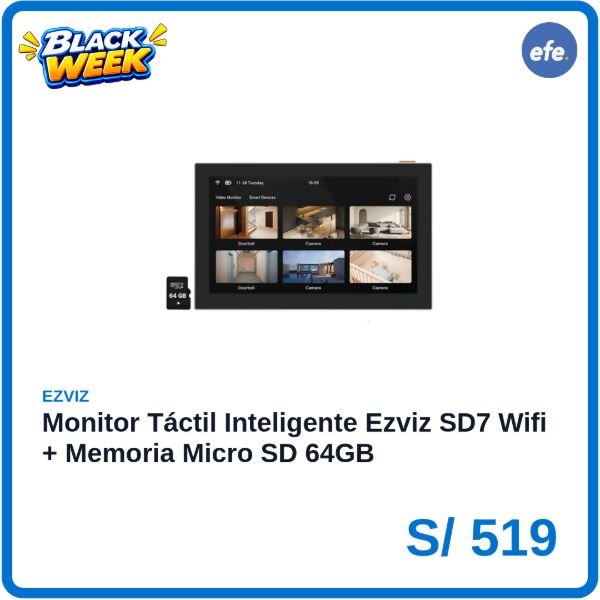 BLACK
WEEK
efe.
11-28 Tuesday
15:29
Video Monitor Smart Devices
Doorbell Camera Camera
Doorbell Camera Camera
64 GB
EZVIZ
Monitor Táctil Inteligente Ezviz SD7 Wifi
+ Memoria Micro SD 64GB
S/ 519